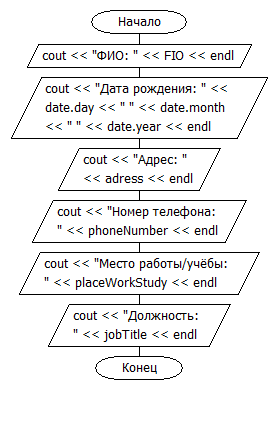 Начало
cout << "ФИО: " << FIO << endl
cout << "Дата рождения: " <<
date.day << " " << date.month
<< " " << date.year << endl
cout << "Адрес: "
<< adress << endl
cout << "Номер телефона:
" << phoneNumber << endl
cout << "Место работы/учёбы:
" << placeWorkStudy << endl
cout << "Должность:
" << jobTitle << endl
Конец